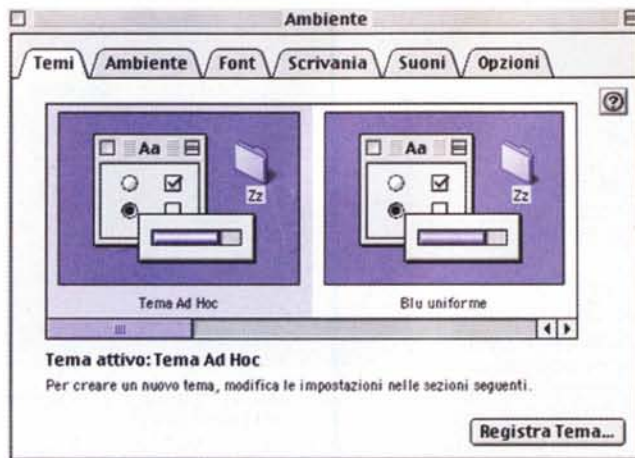 Ambiente
Temi Ambiente Font Scrivania Suoni Opzioni
?
Aa Aa
Zz Zz
Tema Ad Hoc Blu uniforme
Tema attivo: Tema Ad Hoc
Per creare un nuovo tema, modifica le impostazioni nelle sezioni seguenti.
Registra Tema...